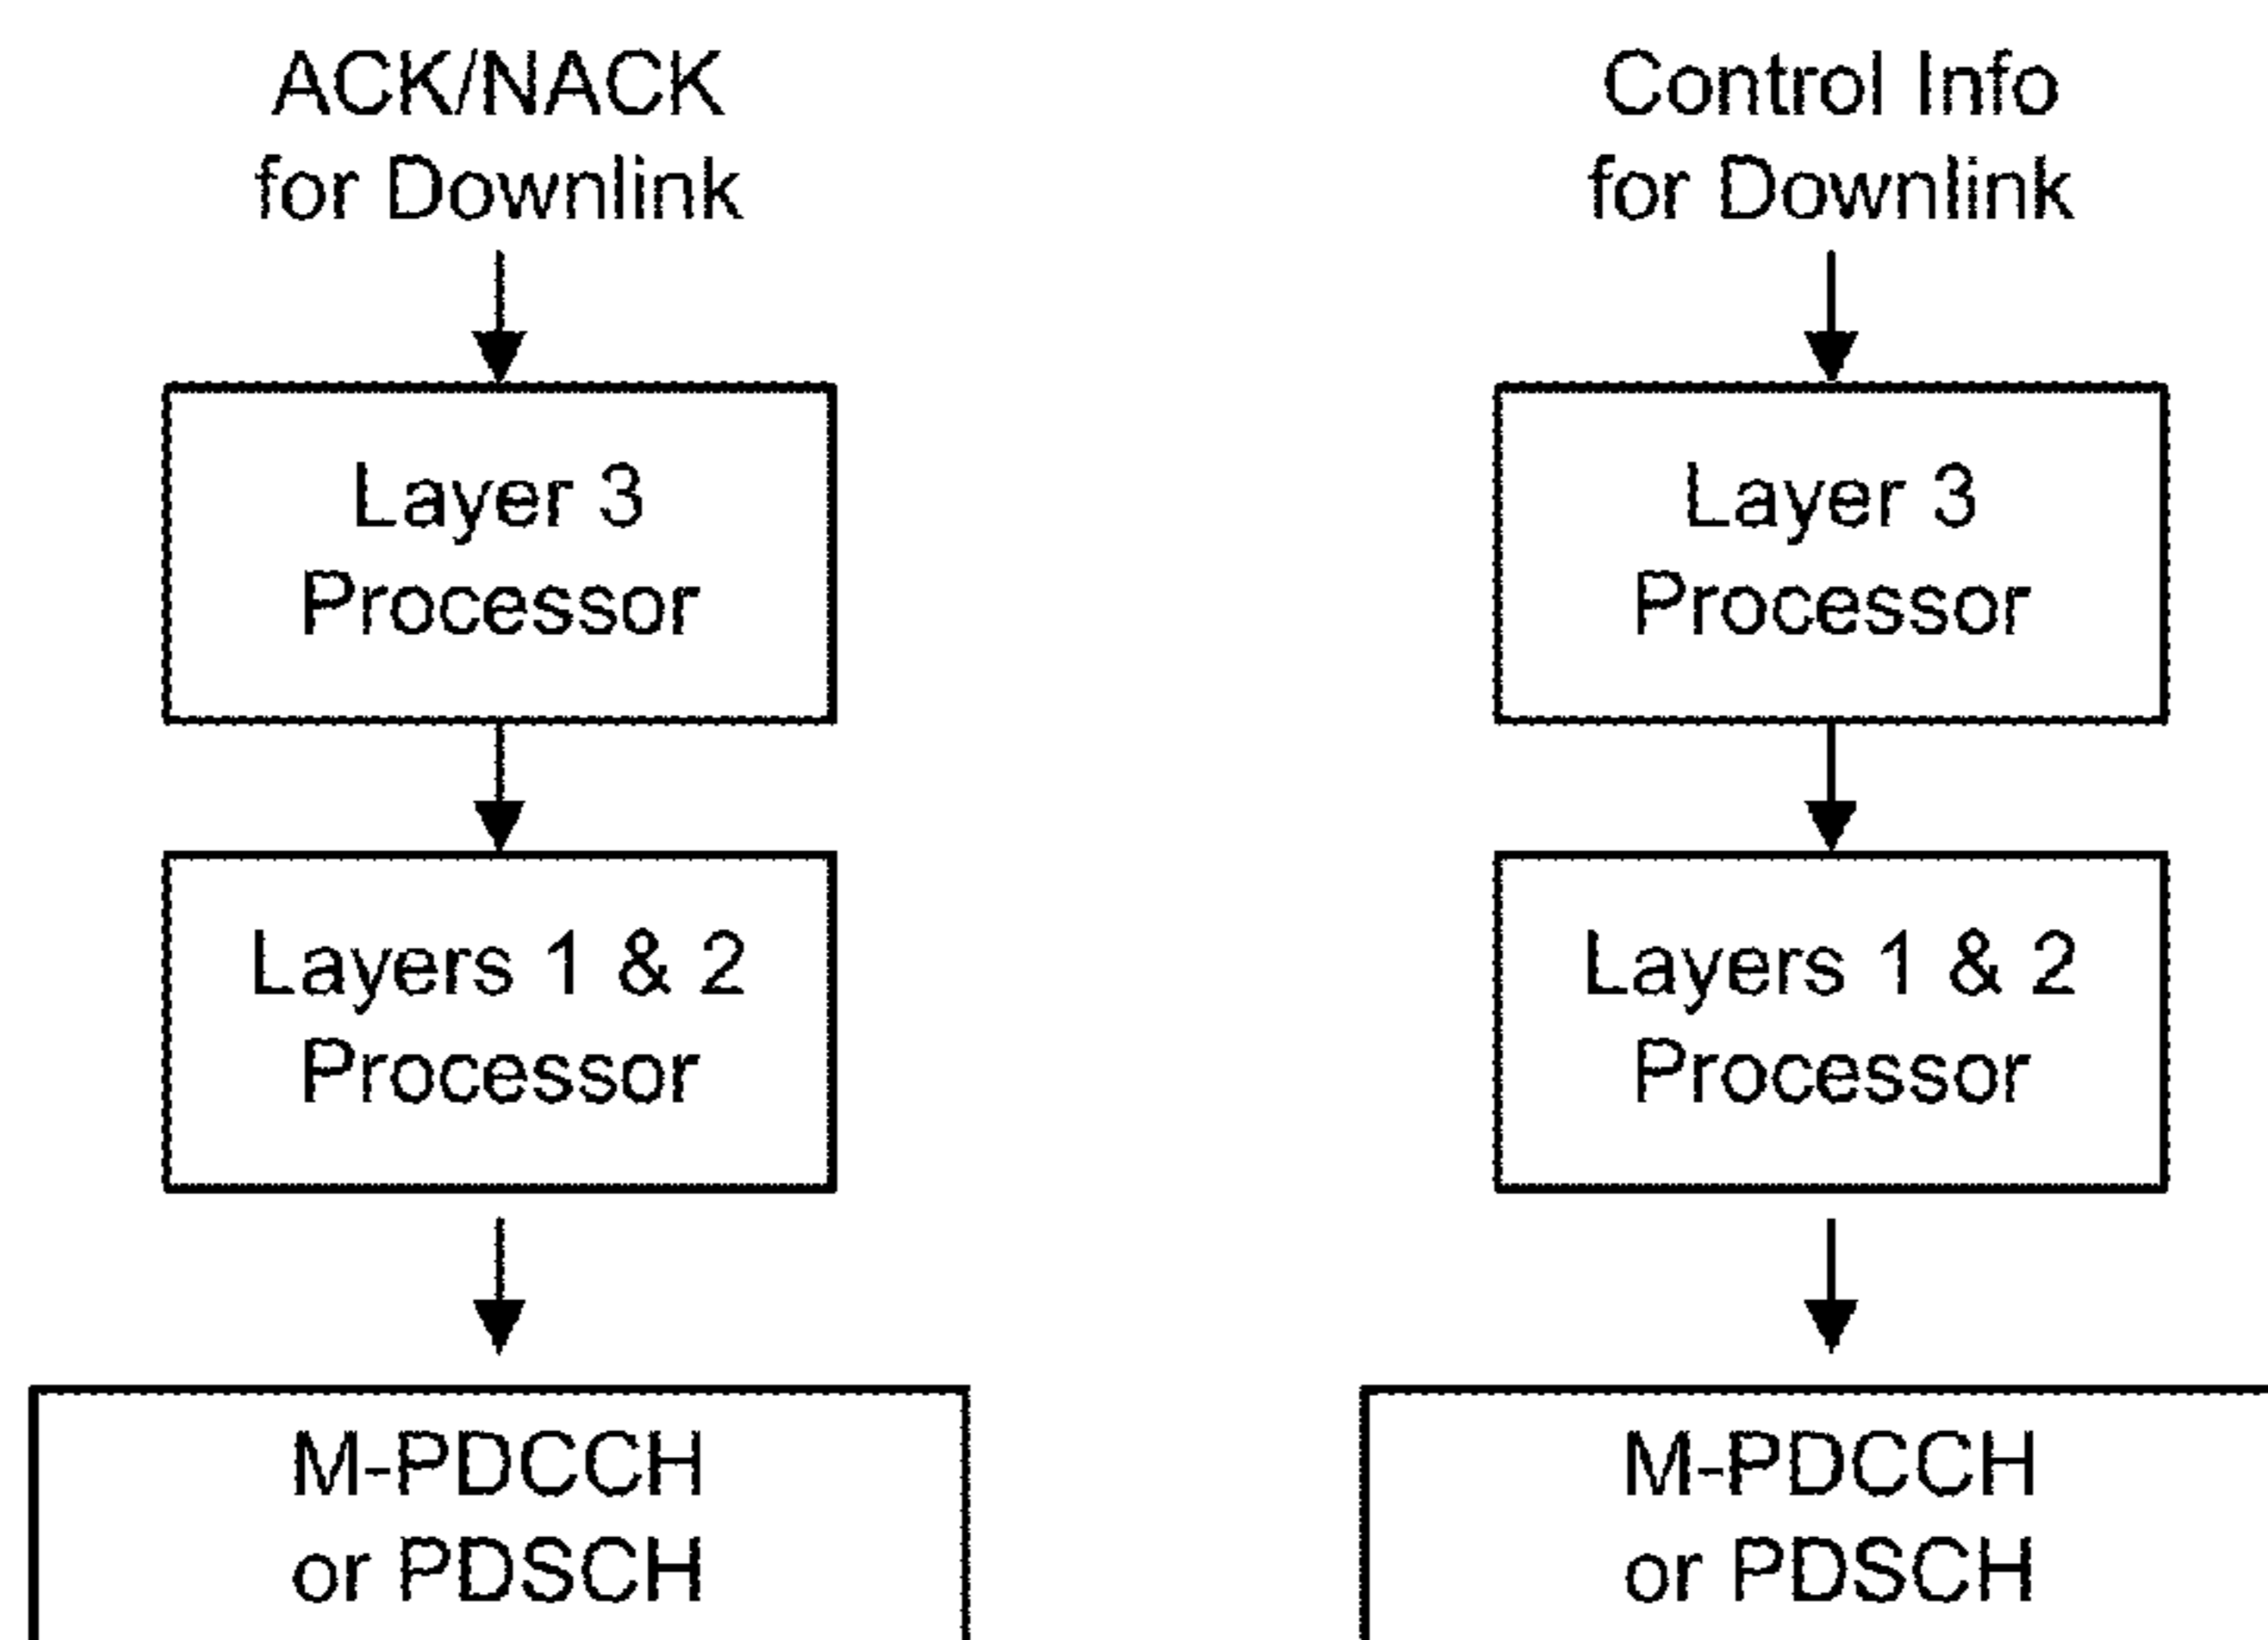 ACK/NACK
for Downlink
Layer 3
Processor
Layers 1 & 2
Processor
M-PDCCH
or PDSCH
Control Info
for Downlink
Layer 3
Processor
Layers 1 & 2
Processor
M-PDCCH
or PDSCH